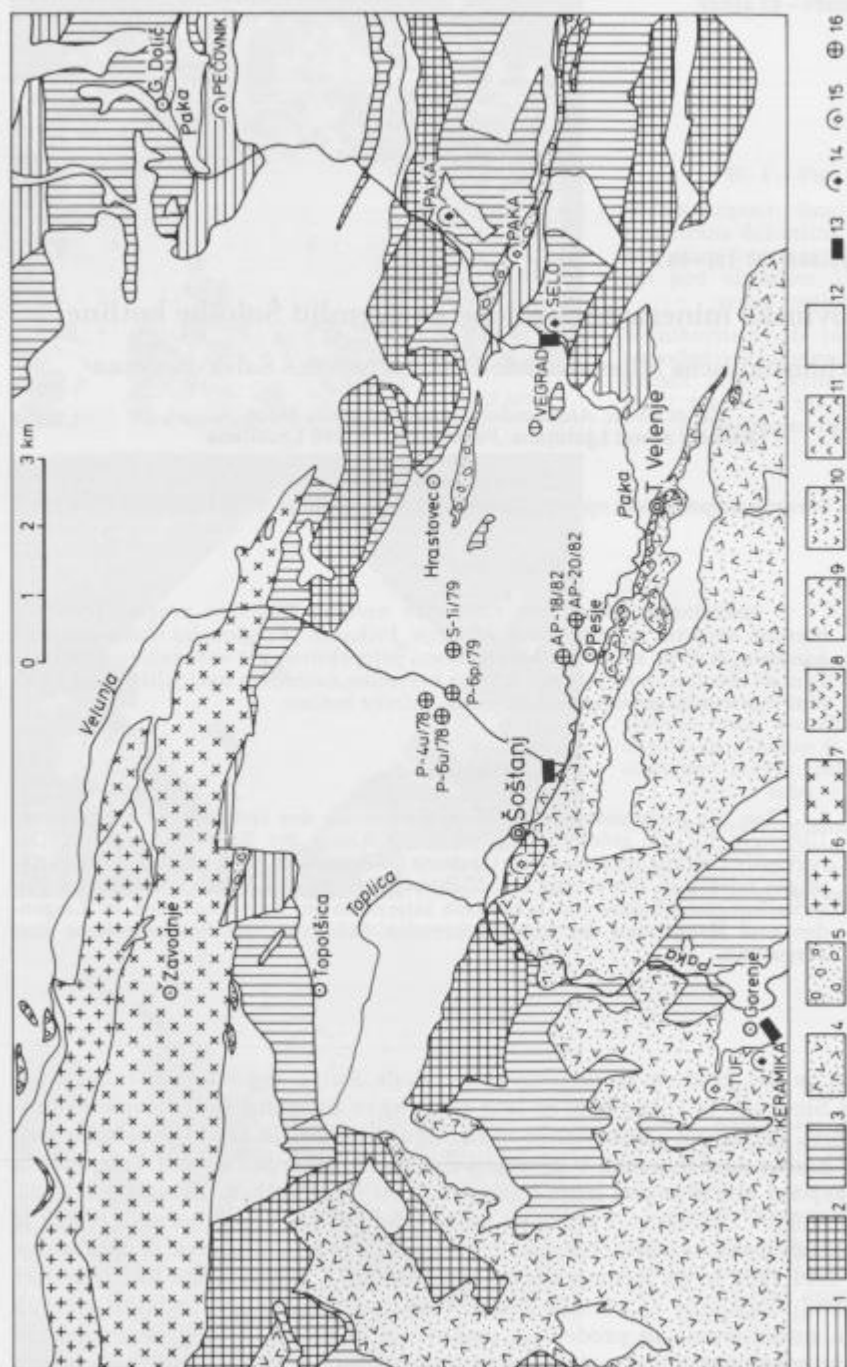 G. Dolič
Paka
PEČOVNIK
3 km
2
1
0
Velunja
Zavodnje
Hrastovec
PAKA
PAKA
SELO
VEGRAD
S-1i/79
P-6p/79
P-4u/78
P-6u/78
AP-18/82
AP-20/82
Pesje
Paka
T. Velenje
Šoštanj
Toplica
Topolšica
Paka
Gorenje
TUFI
KERAMIKA
1
2
3
4
5
6
7
8
9
10
11
12
13
14
15
16